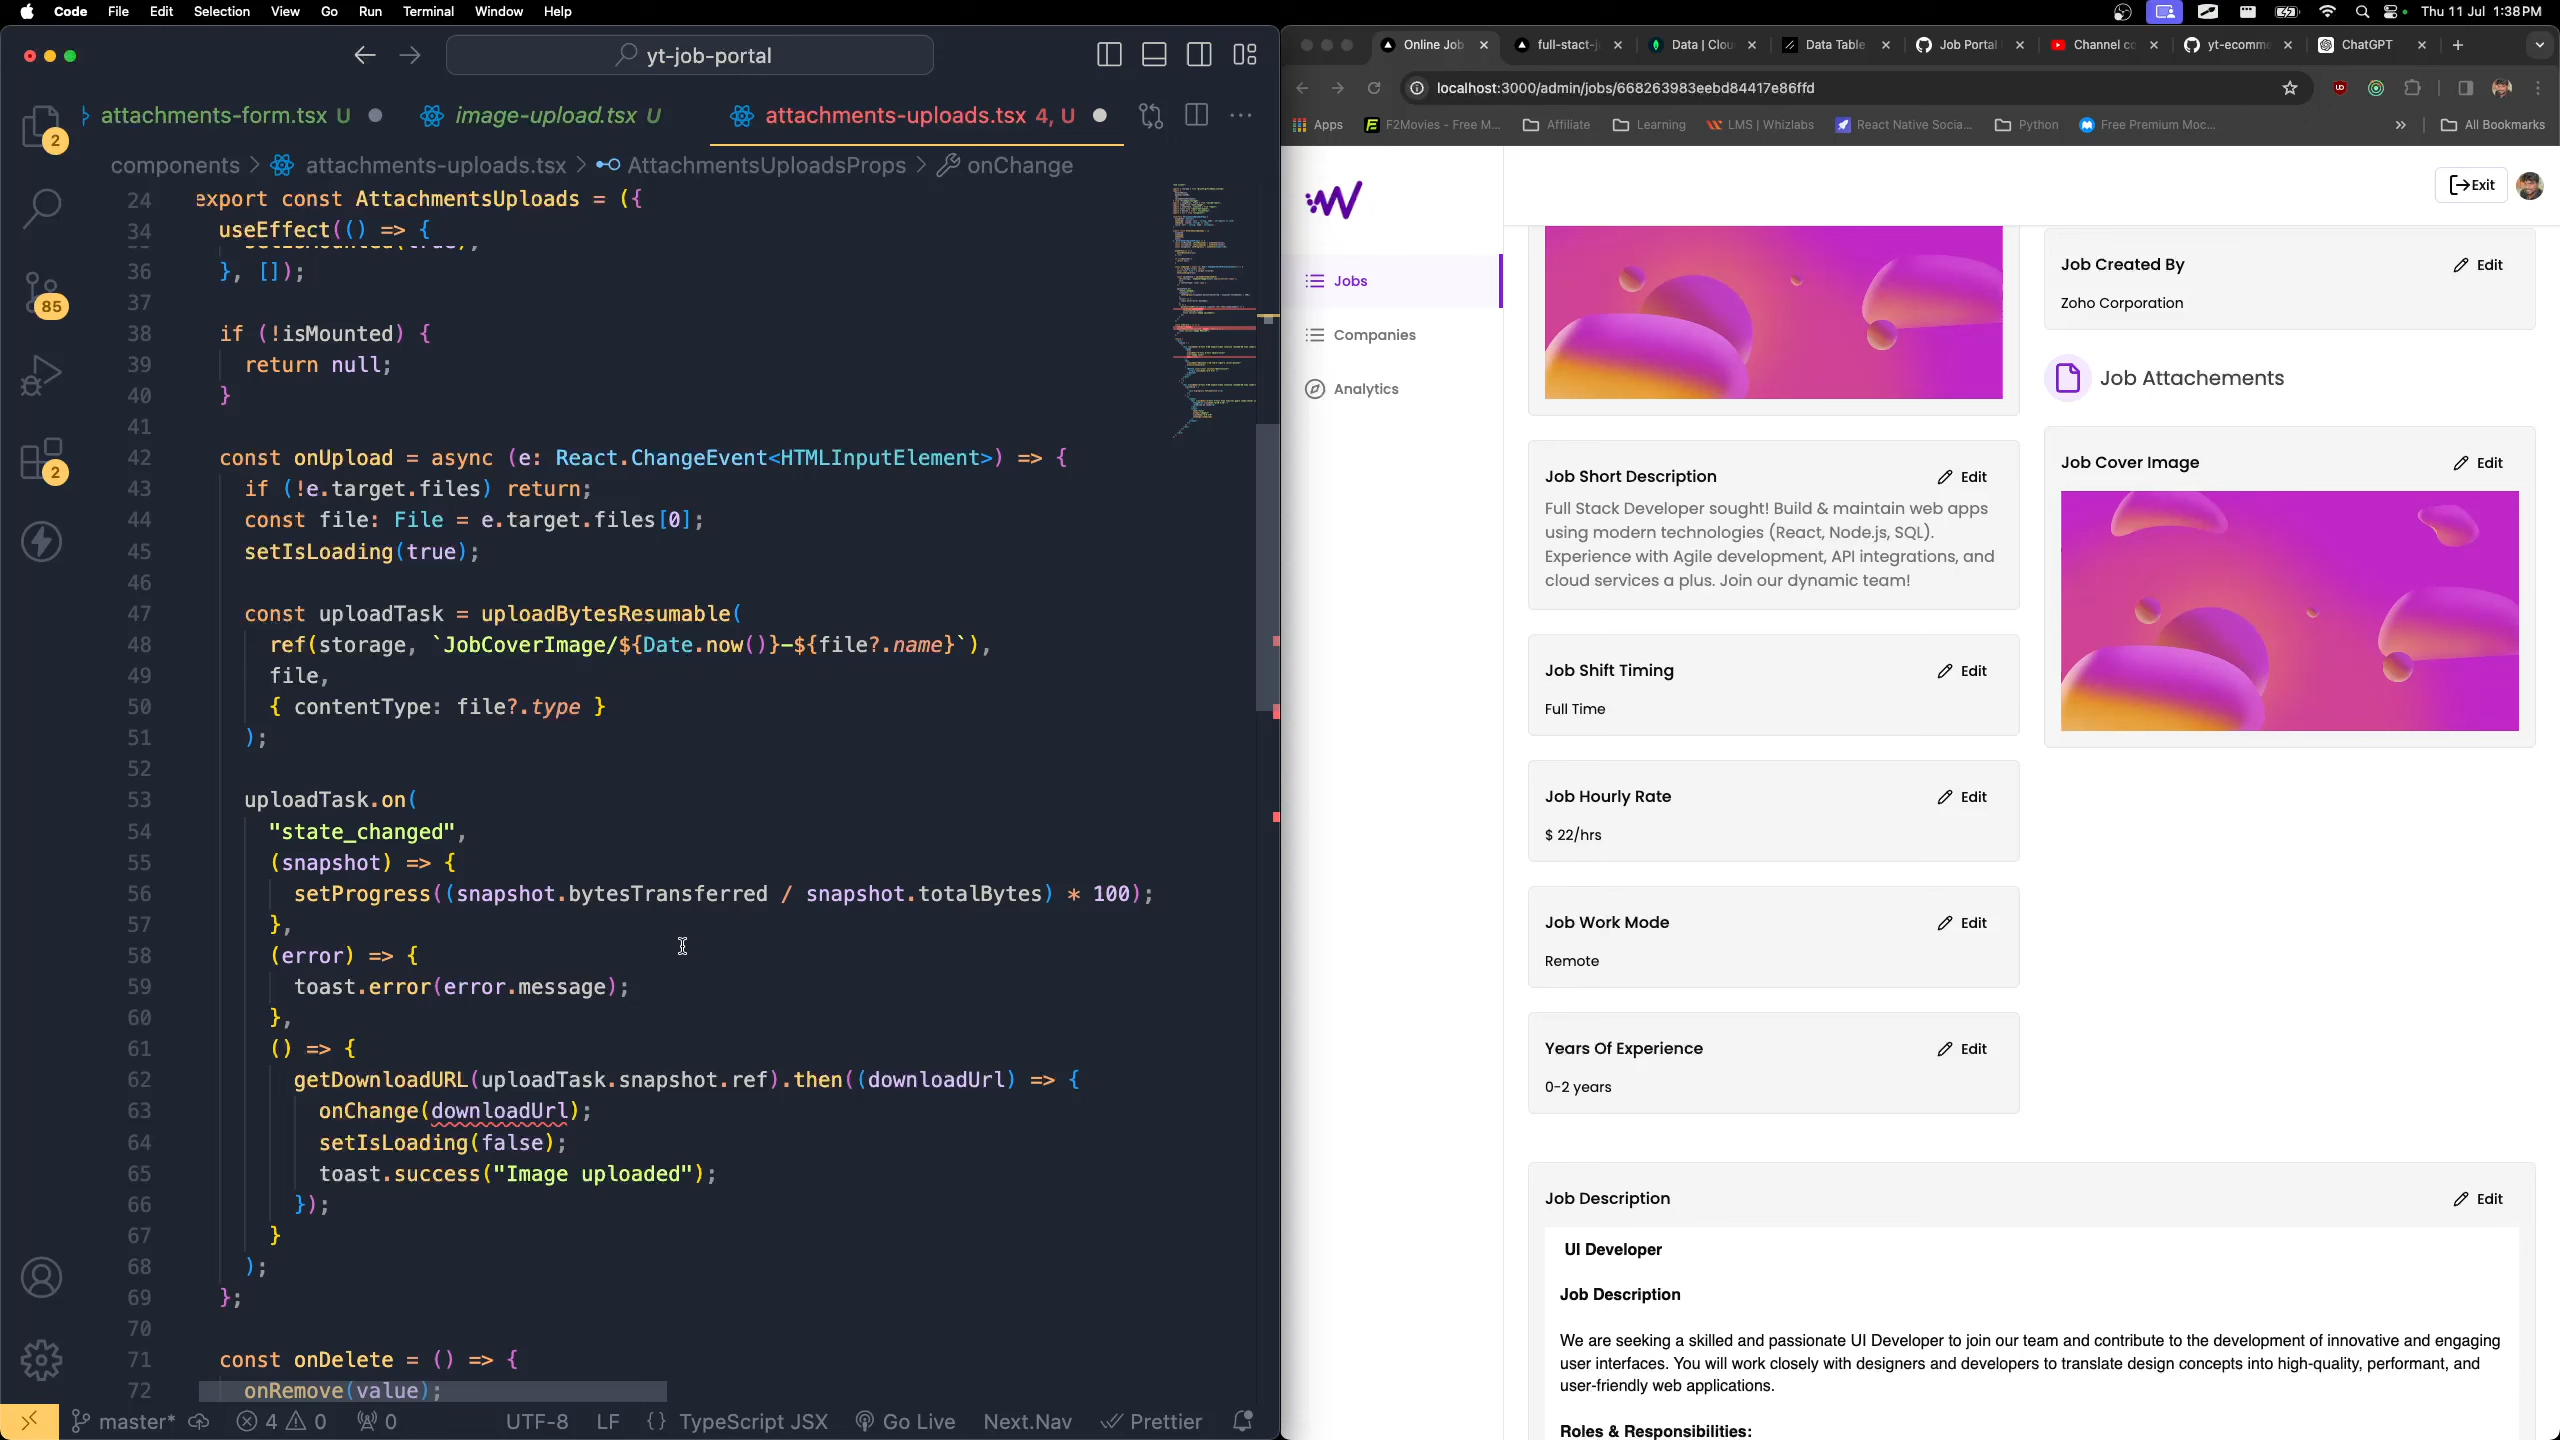 Code File Edit Selection View Go Run Terminal Window Help
Thu 11 Jul 1:38PM
yt-job-portal
attachments-form.tsx U
image-upload.tsx U
attachments-uploads.tsx 4, U
components > attachments-uploads.tsx > AttachmentsUploadsProps > onChange
24 export const AttachmentsUploads = ({
34 useEffect(() => {
36 }, []);
37
38 if (!isMounted) {
39 return null;
40 }
41
42 const onUpload = async (e: React.ChangeEvent<HTMLInputElement>) => {
43 if (!e.target.files) return;
44 const file: File = e.target.files[0];
45 setIsLoading(true);
46
47 const uploadTask = uploadBytesResumable(
48 ref(storage, `JobCoverImage/${Date.now()}-${file?.name}`),
49 file,
50 { contentType: file?.type }
51 );
52
53 uploadTask.on(
54 "state_changed",
55 (snapshot) => {
56 setProgress((snapshot.bytesTransferred / snapshot.totalBytes) * 100);
57 },
58 (error) => {
59 toast.error(error.message);
60 },
61 () => {
62 getDownloadURL(uploadTask.snapshot.ref).then((downloadUrl) => {
63 onChange(downloadUrl);
64 setIsLoading(false);
65 toast.success("Image uploaded");
66 });
67 }
68 );
69 };
70
71 const onDelete = () => {
72 onRemove(value);
2
85
2
master* 4 0 0 UTF-8 LF {} TypeScript JSX Go Live Next.Nav Prettier
Online Job
full-stact-j
Data | Clou
Data Table
Job Portal
Channel co
yt-ecomme
ChatGPT
localhost:3000/admin/jobs/668263983eebd84417e86ffd
Apps F2Movies - Free M... Affiliate Learning LMS | Whizlabs React Native Socia... Python Free Premium Moc... » All Bookmarks
Exit
Jobs
Companies
Analytics
Job Short Description Edit
Full Stack Developer sought! Build & maintain web apps
using modern technologies (React, Node.js, SQL).
Experience with Agile development, API integrations, and
cloud services a plus. Join our dynamic team!
Job Shift Timing Edit
Full Time
Job Hourly Rate Edit
$ 22/hrs
Job Work Mode Edit
Remote
Years Of Experience Edit
0-2 years
Job Created By Edit
Zoho Corporation
Job Attachements
Job Cover Image Edit
Job Description Edit
UI Developer
Job Description
We are seeking a skilled and passionate UI Developer to join our team and contribute to the development of innovative and engaging
user interfaces. You will work closely with designers and developers to translate design concepts into high-quality, performant, and
user-friendly web applications.
Roles & Responsibilities: